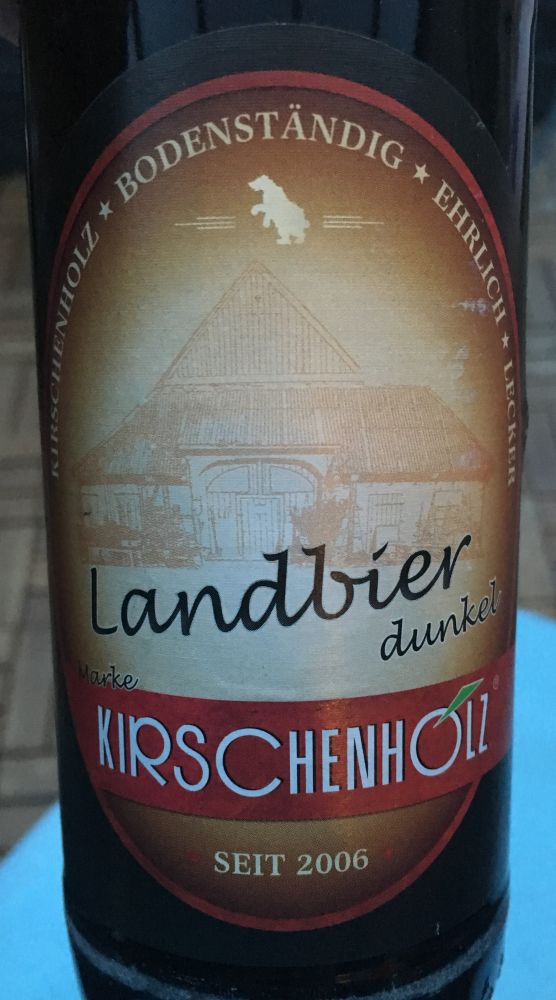 KIRSCHENHOLZ ★ BODENSTÄNDIG ★ EHRLICH ★ LECKER
Landbier
dunkel
Marke
KIRSCHENHOLZ®
SEIT 2006